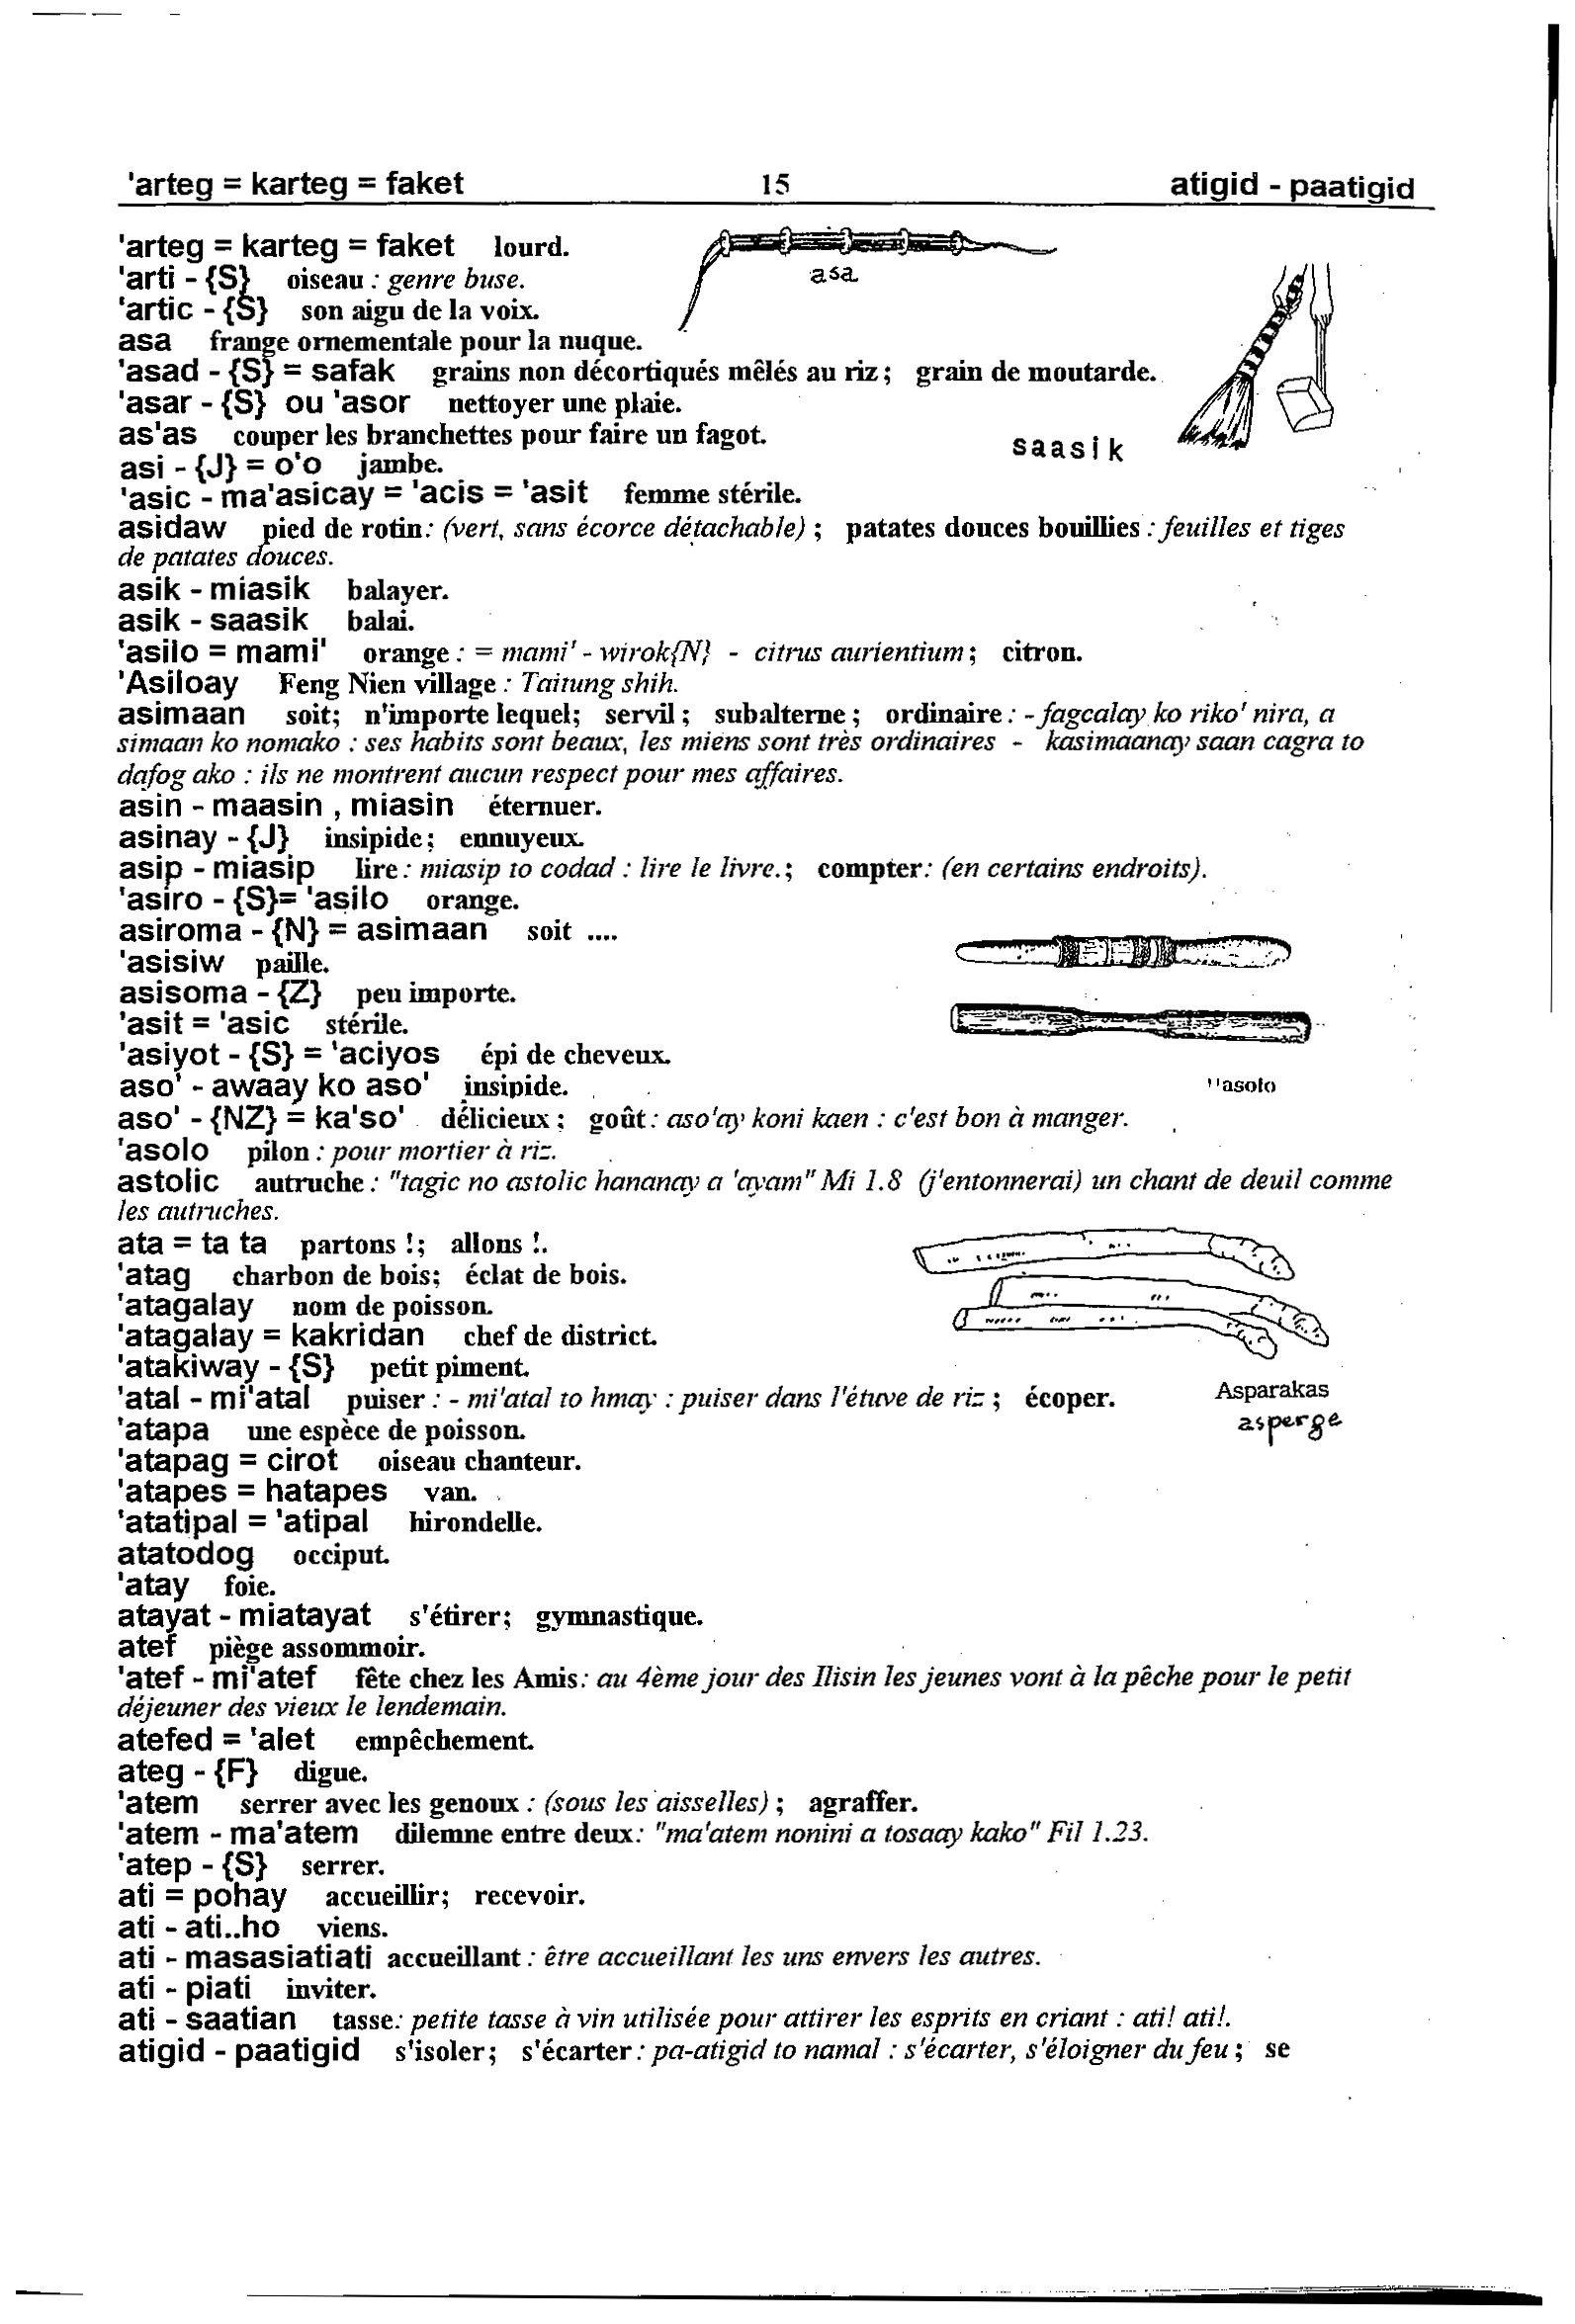 'arteg = karteg = faket 15 atigid - paatigid
'arteg = karteg = faket lourd.
'arti - {S} oiseau : genre buse.
asa
'artic - {S} son aigu de la voix.
asa frange ornementale pour la nuque.
'asad - {S} = safak grains non décortiqués mêlés au riz ; grain de moutarde.
'asar - {S} ou 'asor nettoyer une plaie.
as'as couper les branchettes pour faire un fagot.
saasik
asi - {J} = o'o jambe.
'asic - ma'asicay = 'acis = 'asit femme stérile.
asidaw pied de rotin : (vert, sans écorce détachable) ; patates douces bouillies : feuilles et tiges
de patates douces.
asik - miasik balayer.
asik - saasik balai.
'asilo = mami' orange : = mami' - wirok{N} - citrus aurientium ; citron.
'Asiloay Feng Nien village : Taitung shih.
asimaan soit; n'importe lequel; servil ; subalterne ; ordinaire : - fagcalay ko riko' nira, a
simaan ko nomako : ses habits sont beaux, les miens sont très ordinaires - kasimaanay saan cagra to
dafog ako : ils ne montrent aucun respect pour mes affaires.
asin - maasin , miasin éternuer.
asinay - {J} insipide ; ennuyeux.
asip - miasip lire : miasip to codad : lire le livre. ; compter : (en certains endroits).
'asiro - {S}= 'asilo orange.
asiroma - {N} = asimaan soit ....
'asisiw paille.
asisoma - {Z} peu importe.
'asit = 'asic stérile.
'asiyot - {S} = 'aciyos épi de cheveux.
aso' - awaay ko aso' insipide.
''asolo
aso' - {NZ} = ka'so' délicieux ; goût : aso'ay koni kaen : c'est bon à manger.
'asolo pilon : pour mortier à riz.
astolic autruche : "tagic no astolic hananay a 'ayam" Mi 1.8 (j'entonnerai) un chant de deuil comme
les autruches.
ata = ta ta partons !; allons !.
'atag charbon de bois; éclat de bois.
'atagalay nom de poisson.
'atagalay = kakridan chef de district.
'atakiway - {S} petit piment.
'atal - mi'atal puiser : - mi'atal to hmay : puiser dans l'étuve de riz ; écoper.
Asparakas
asperge
'atapa une espèce de poisson.
'atapag = cirot oiseau chanteur.
'atapes = hatapes van.
'atatipal = 'atipal hirondelle.
atatodog occiput.
'atay foie.
atayat - miatayat s'étirer; gymnastique.
atef piège assommoir.
'atef - mi'atef fête chez les Amis : au 4ème jour des Ilisin les jeunes vont à la pêche pour le petit
déjeuner des vieux le lendemain.
atefed = 'alet empêchement.
ateg - {F} digue.
'atem serrer avec les genoux : (sous les aisselles) ; agraffer.
'atem - ma'atem dilemne entre deux : "ma'atem nonini a tosaay kako" Fil 1.23.
'atep - {S} serrer.
ati = pohay accueillir; recevoir.
ati - ati..ho viens.
ati - masasiatiati accueillant : être accueillant les uns envers les autres.
ati - piati inviter.
ati - saatian tasse : petite tasse à vin utilisée pour attirer les esprits en criant : ati! ati!.
atigid - paatigid s'isoler; s'écarter : pa-atigid to namal : s'écarter, s'éloigner du feu ; se